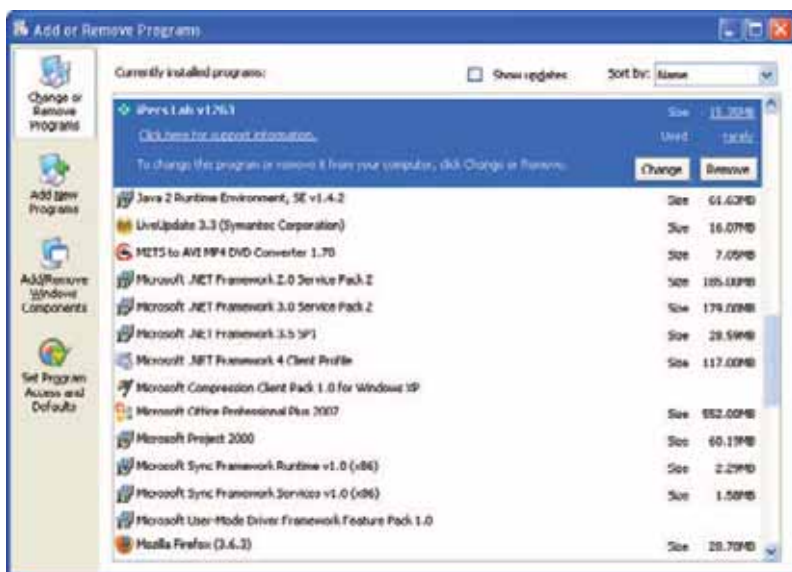 Add or Remove Programs
Change or
Remove
Programs
Add New
Programs
Add/Remove
Windows
Components
Set Program
Access and
Defaults
Currently installed programs:
Show updates
Sort by: Name
v1263
Size
Click here for support information.
Used rarely
To change this program or remove it from your computer, click Change or Remove.
Change Remove
Java 2 Runtime Environment, SE v1.4.2 Size 61.63MB
LiveUpdate 3.3 (Symantec Corporation) Size 16.07MB
to AVI MP4 DVD Converter 1.70 Size 7.05MB
Microsoft .NET Framework 2.0 Service Pack 2 Size 185.00MB
Microsoft .NET Framework 3.0 Service Pack 2 Size 179.00MB
Microsoft .NET Framework 3.5 SP1 Size 28.59MB
Microsoft .NET Framework 4 Client Profile Size 117.00MB
Microsoft Compression Client Pack 1.0 for Windows XP
Microsoft Office Professional Plus 2007 Size 552.00MB
Microsoft Project 2000 Size 60.19MB
Microsoft Sync Framework Runtime v1.0 (x86) Size 2.29MB
Microsoft Sync Framework Services v1.0 (x86) Size 1.58MB
Microsoft User-Mode Driver Framework Feature Pack 1.0
Mozilla Firefox (3.6.3) Size 28.70MB